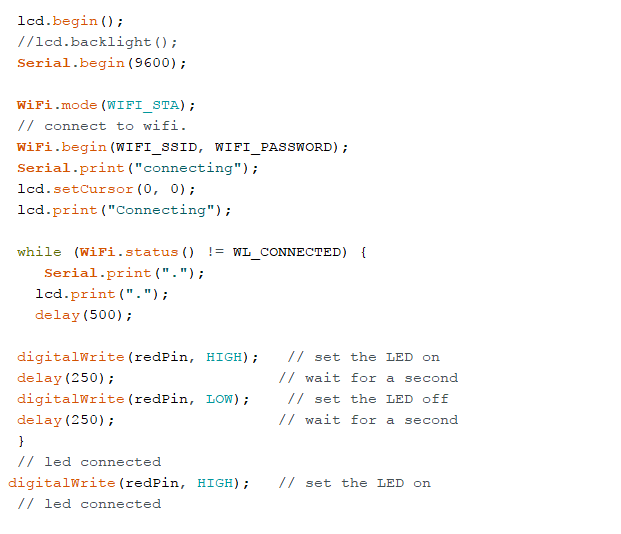 lcd.begin();
//lcd.backlight();
Serial.begin(9600);
WiFi.mode(WIFI_STA);
// connect to wifi.
WiFi.begin(WIFI_SSID, WIFI_PASSWORD);
Serial.print("connecting");
lcd.setCursor(0, 0);
lcd.print("Connecting");
while (WiFi.status() != WL_CONNECTED) {
Serial.print(".");
lcd.print(".");
delay(500);
digitalWrite(redPin, HIGH);   // set the LED on
delay(250);                  // wait for a second
digitalWrite(redPin, LOW);    // set the LED off
delay(250);                  // wait for a second
}
// led connected
digitalWrite(redPin, HIGH);   // set the LED on
// led connected